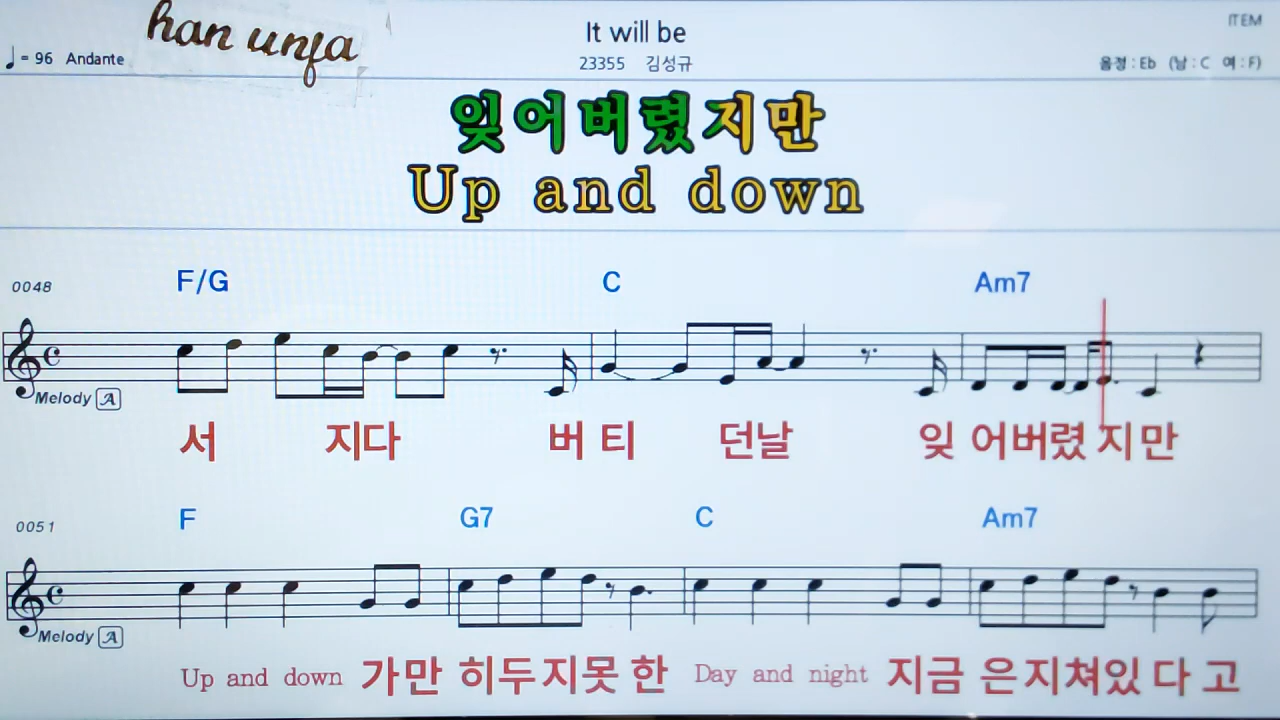 han unja
It will be
ITEM
♩= 96 Andante
23355 김성규
음정 : Eb (남 : C 여 : F)
잊어버렸지만
Up and down
0048 F/G C Am7
Melody A
서 지다 버티 던날 잊 어버렸 지만
0051 F G7 C Am7
Melody A
Up and down 가만 히두지못 한 Day and night 지금 은지쳐있 다 고